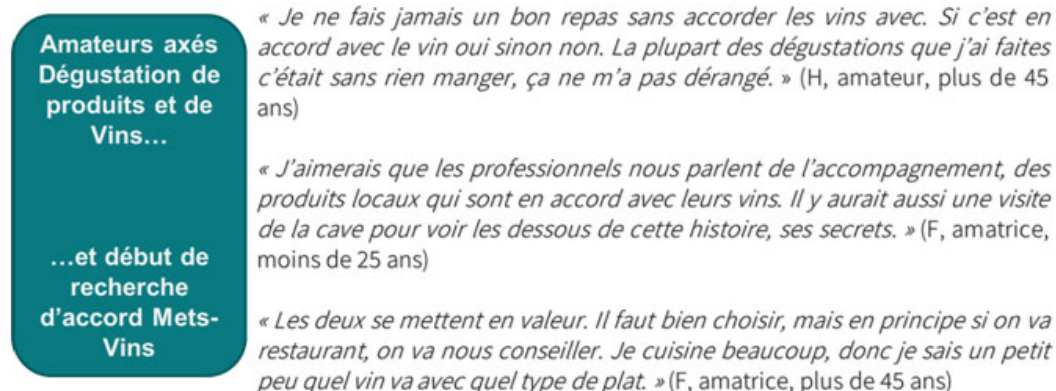 Amateurs axés
Dégustation de
produits et de
Vins…
…et début de
recherche
d’accord Mets-
Vins
« Je ne fais jamais un bon repas sans accorder les vins avec. Si c’est en
accord avec le vin oui sinon non. La plupart des dégustations que j’ai faites
c’était sans rien manger, ça ne m’a pas dérangé. » (H, amateur, plus de 45
ans)
« J’aimerais que les professionnels nous parlent de l’accompagnement, des
produits locaux qui sont en accord avec leurs vins. Il y aurait aussi une visite
de la cave pour voir les dessous de cette histoire, ses secrets. » (F, amatrice,
moins de 25 ans)
« Les deux se mettent en valeur. Il faut bien choisir, mais en principe si on va
restaurant, on va nous conseiller. Je cuisine beaucoup, donc je sais un petit
peu quel vin va avec quel type de plat. » (F, amatrice, plus de 45 ans)